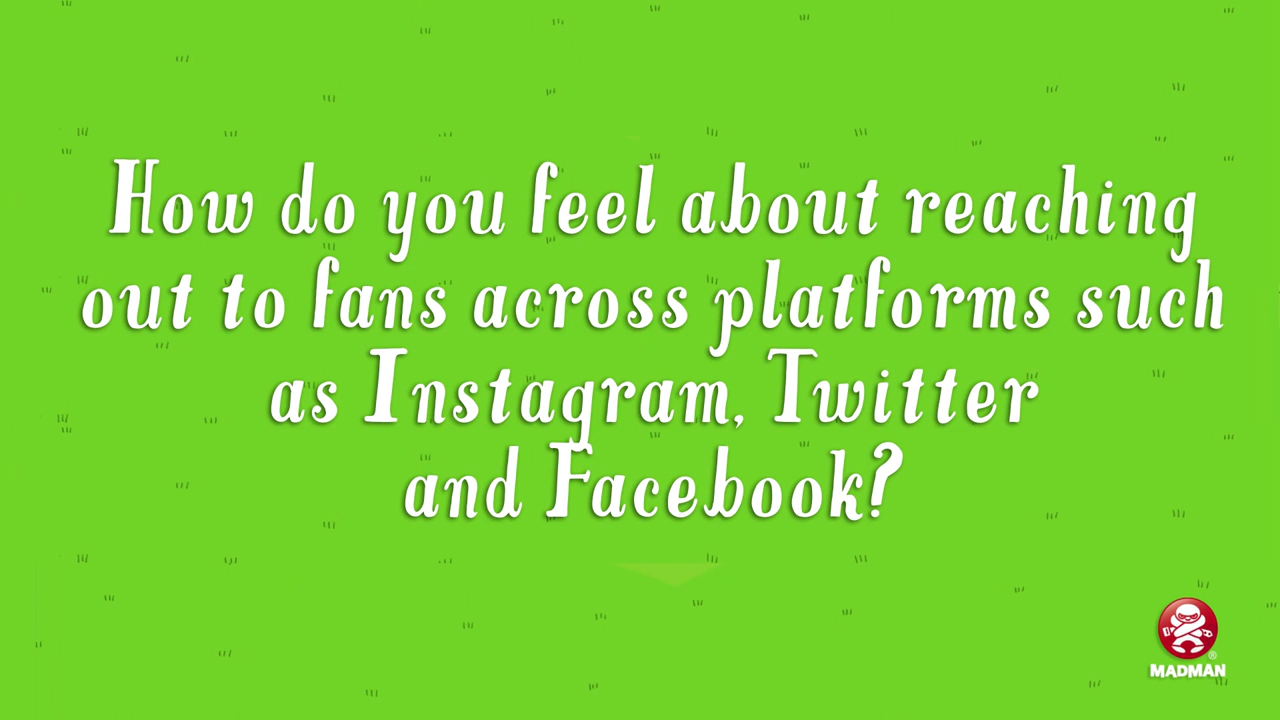 How do you feel about reaching
out to fans across platforms such
as Instagram, Twitter
and Facebook?
®
MADMAN